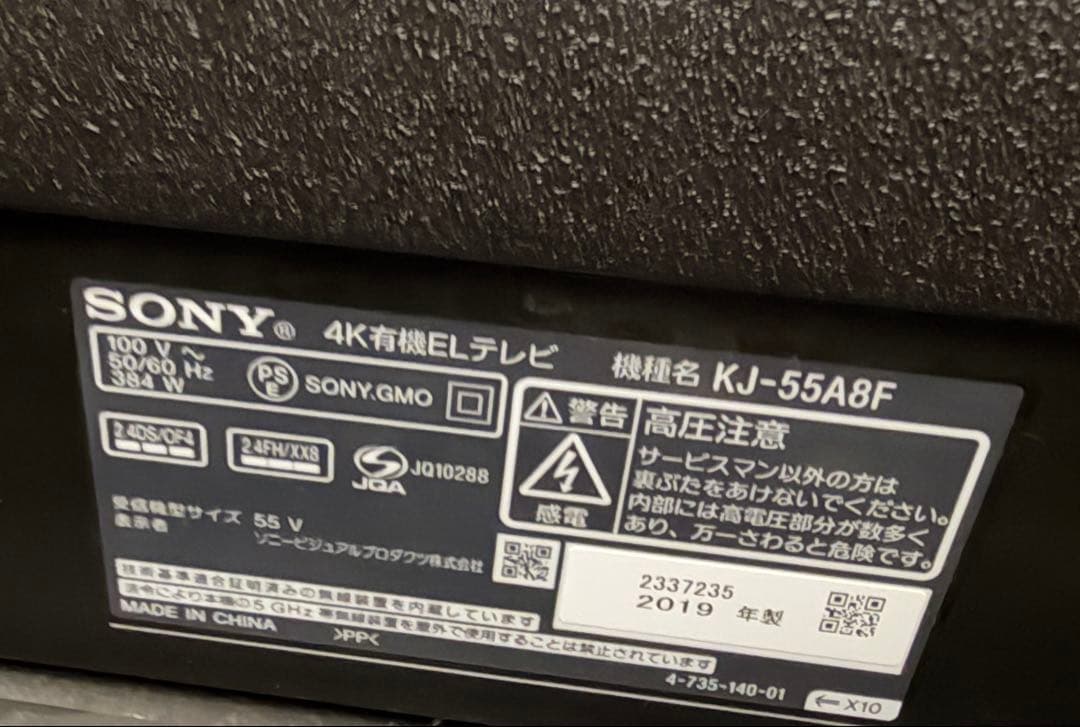 SONY® 4K有機ELテレビ 機種名 KJ-55A8F
100 V ～
50/60 Hz
384 W
PSE SONY.GMO
2.4DS/OF4
2.4FH/XX8
JQA JQ10288
受信機型サイズ 55 V
表示者 ソニービジュアルプロダクツ株式会社
技術基準適合証明済みの無線装置を内蔵しています
法令により本機の5 GHz 帯無線装置を屋外で使用することは禁止されています
MADE IN CHINA >PP<
警告
感電
高圧注意
サービスマン以外の方は
裏ぶたをあけないでください。
内部には高電圧部分が数多く
あり、万一さわると危険です。
2337235
2019 年製
4-735-140-01
←X10